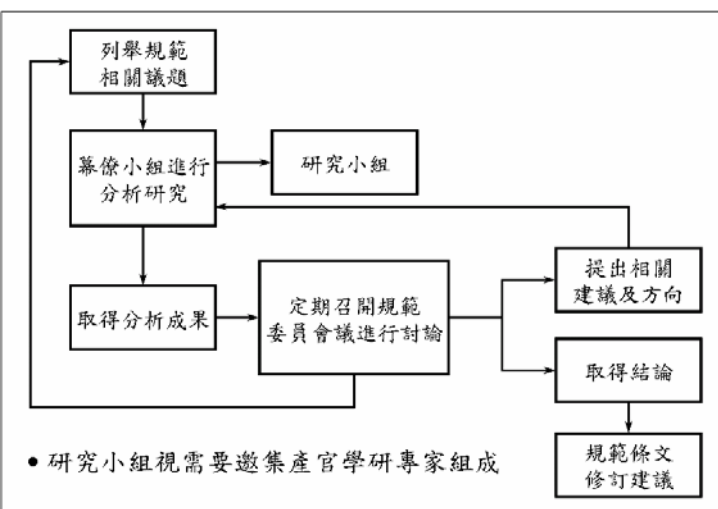 列舉規範
相關議題
幕僚小組進行
分析研究
研究小組
提出相關
建議及方向
取得分析成果
定期召開規範
委員會議進行討論
取得結論
規範條文
修訂建議
• 研究小組視需要邀集產官學研專家組成